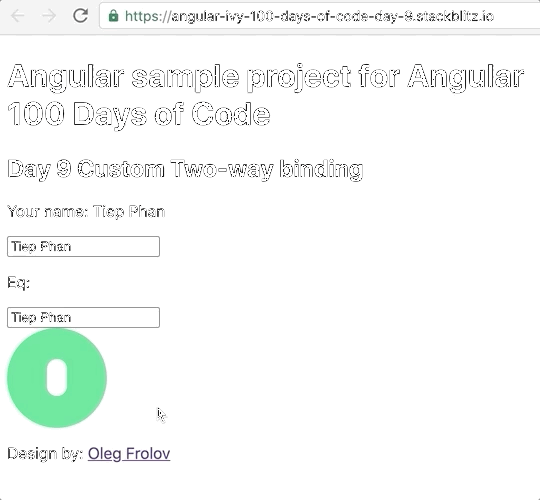 https://angular-ivy-100-days-of-code-day-9.stackblitz.io
Angular sample project for Angular
100 Days of Code
Day 9 Custom Two-way binding
Your name: Tiep Phan
Tiep Phan
Eq:
Tiep Phan
Design by: Oleg Frolov